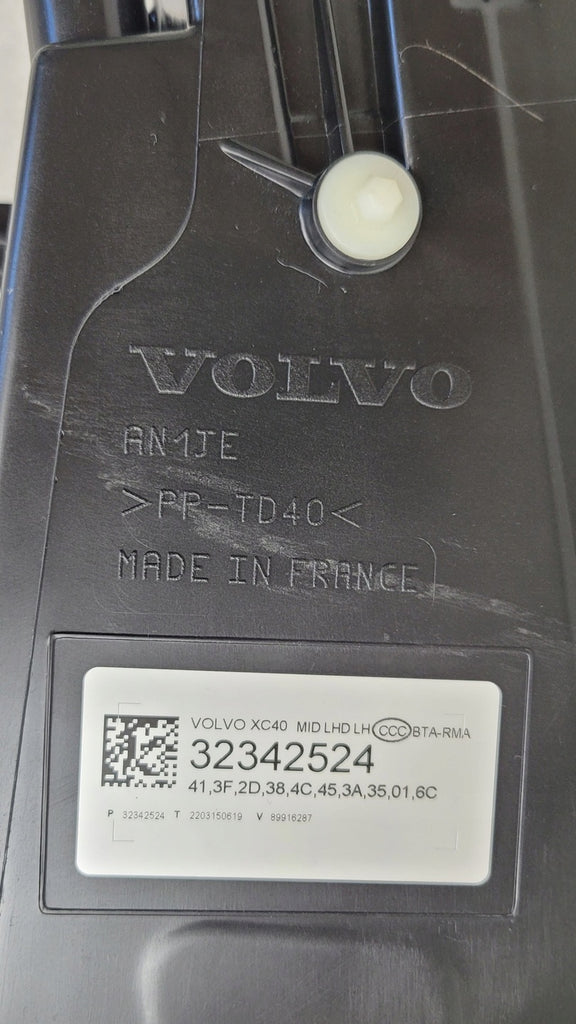 VOLVO
AN1JE
>PP-TD40<
MADE IN FRANCE
VOLVO XC40 MID LHD LH CCC BTA-RMA
32342524
41,3F,2D,38,4C,45,3A,35,01,6C
P 32342524 T 2203150619 V 89916287